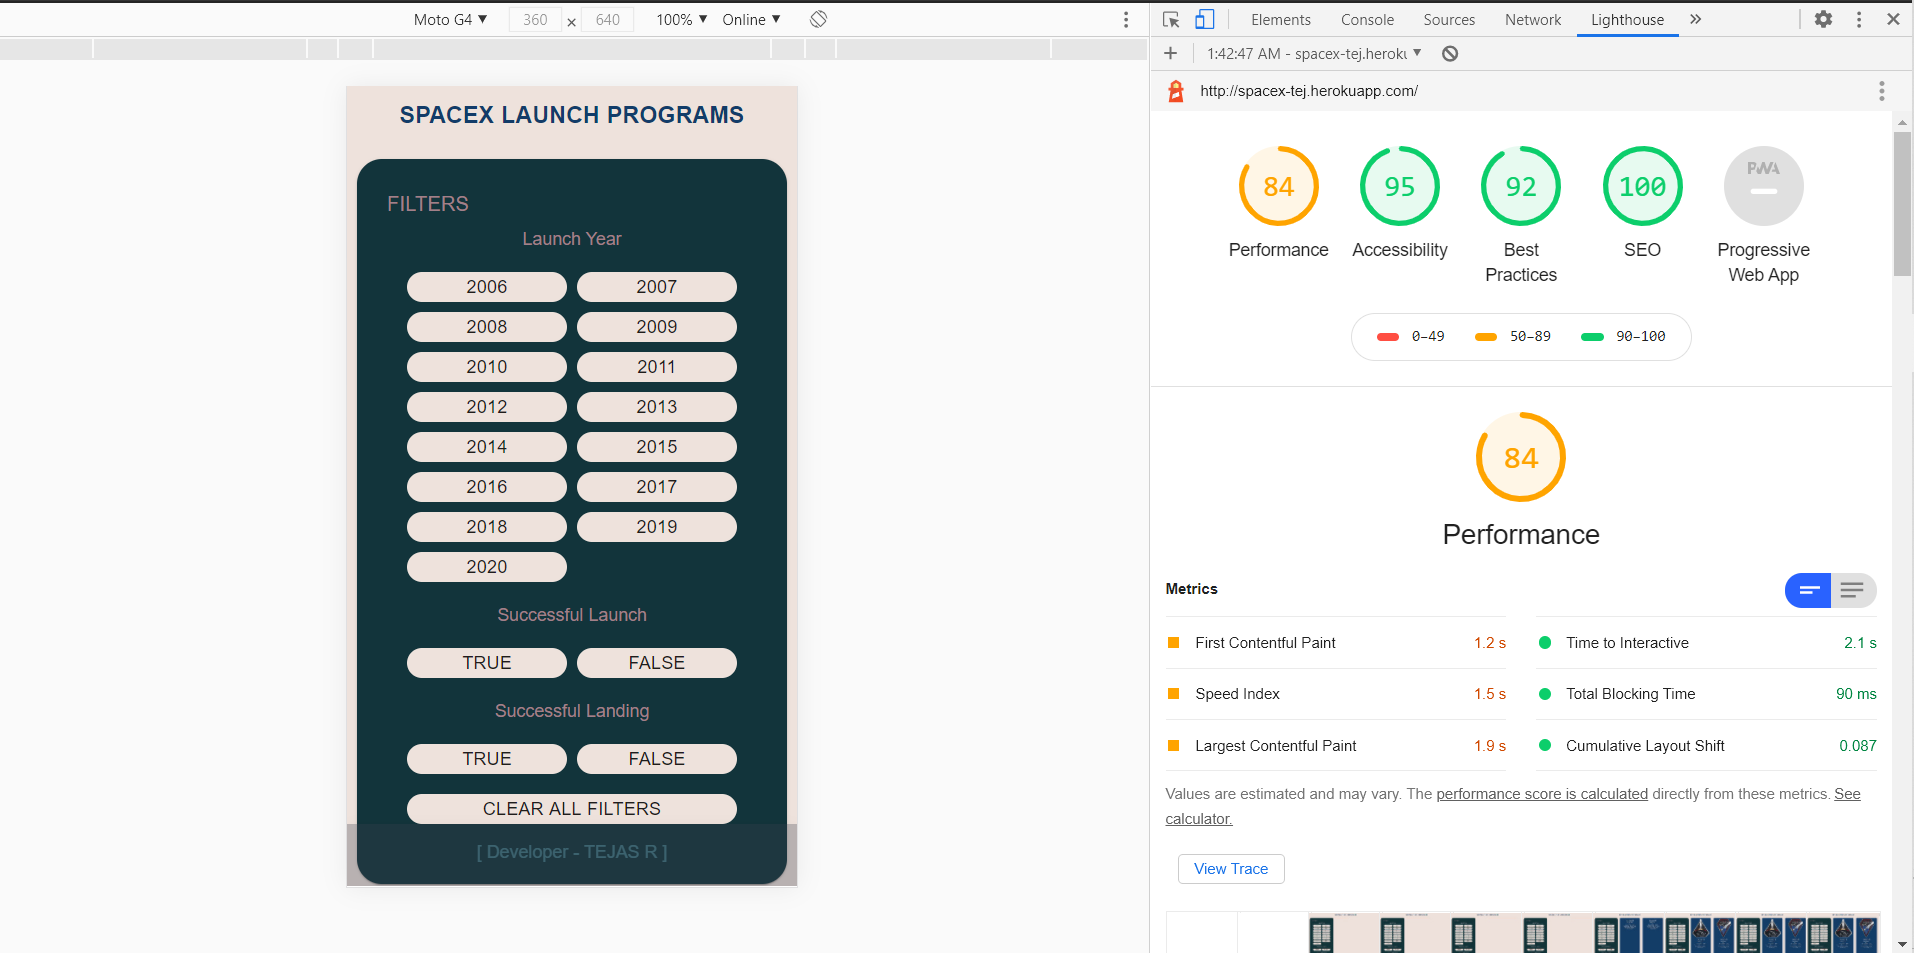 Moto G4 ▼ 360 × 640 100% ▼ Online ▼
SPACEX LAUNCH PROGRAMS
FILTERS
Launch Year
2006 2007
2008 2009
2010 2011
2012 2013
2014 2015
2016 2017
2018 2019
2020
Successful Launch
TRUE FALSE
Successful Landing
TRUE FALSE
CLEAR ALL FILTERS
[ Developer - TEJAS R ]
Elements Console Sources Network Lighthouse »
+ 1:42:47 AM - spacex-tej.heroku ▼
http://spacex-tej.herokuapp.com/
84 95 92 100 PWA
Performance Accessibility Best Practices SEO Progressive Web App
0–49 50–89 90–100
84
Performance
Metrics
First Contentful Paint 1.2 s
Time to Interactive 2.1 s
Speed Index 1.5 s
Total Blocking Time 90 ms
Largest Contentful Paint 1.9 s
Cumulative Layout Shift 0.087
Values are estimated and may vary. The performance score is calculated directly from these metrics. See
calculator.
View Trace